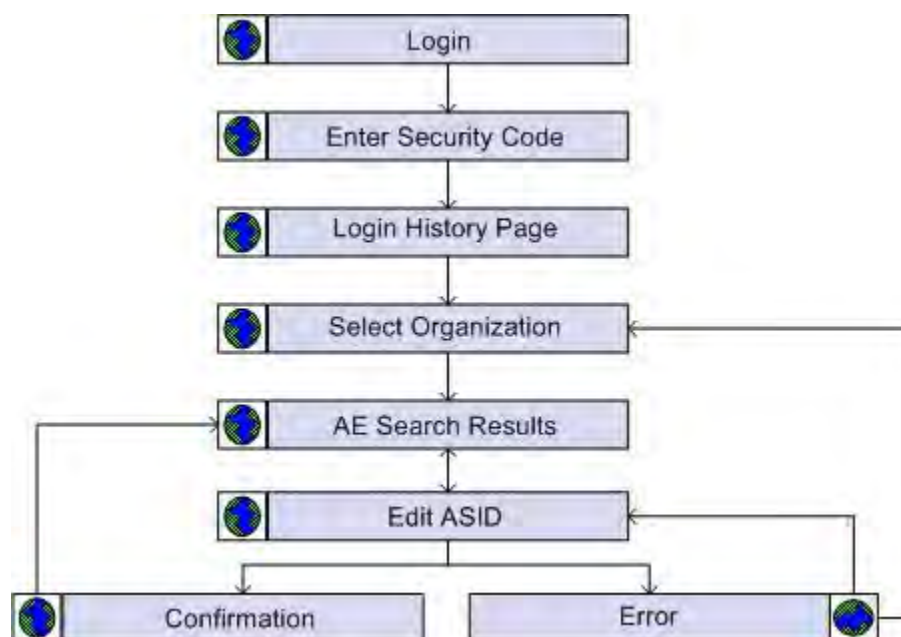 Login
Enter Security Code
Login History Page
Select Organization
AE Search Results
Edit ASID
Confirmation
Error